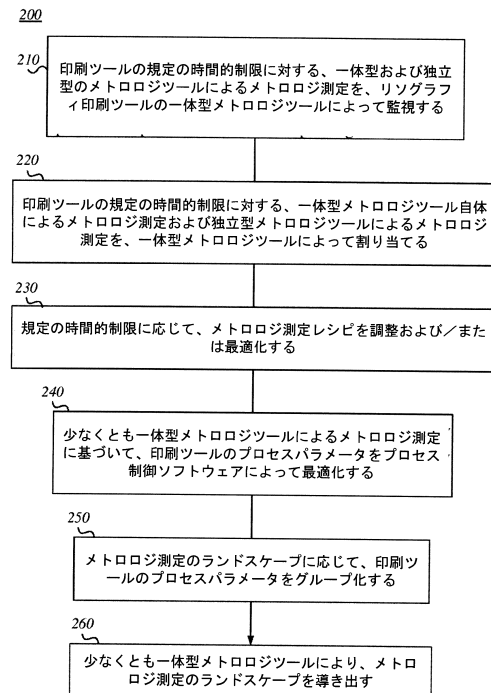 200
210
印刷ツールの規定の時間的制限に対する、一体型および独立
型のメトロロジツールによるメトロロジ測定を、リソグラフ
ィ印刷ツールの一体型メトロロジツールによって監視する
220
印刷ツールの規定の時間的制限に対する、一体型メトロロジツール自体
によるメトロロジ測定および独立型メトロロジツールによるメトロロジ
測定を、一体型メトロロジツールによって割り当てる
230
規定の時間的制限に応じて、メトロロジ測定レシピを調整および/また
は最適化する
240
少なくとも一体型メトロロジツールによるメトロロジ測定
に基づいて、印刷ツールのプロセスパラメータをプロセス
制御ソフトウェアによって最適化する
250
メトロロジ測定のランドスケープに応じて、印刷ツ
ールのプロセスパラメータをグループ化する
260
少なくとも一体型メトロロジツールにより、メトロ
ロジ測定のランドスケープを導き出す